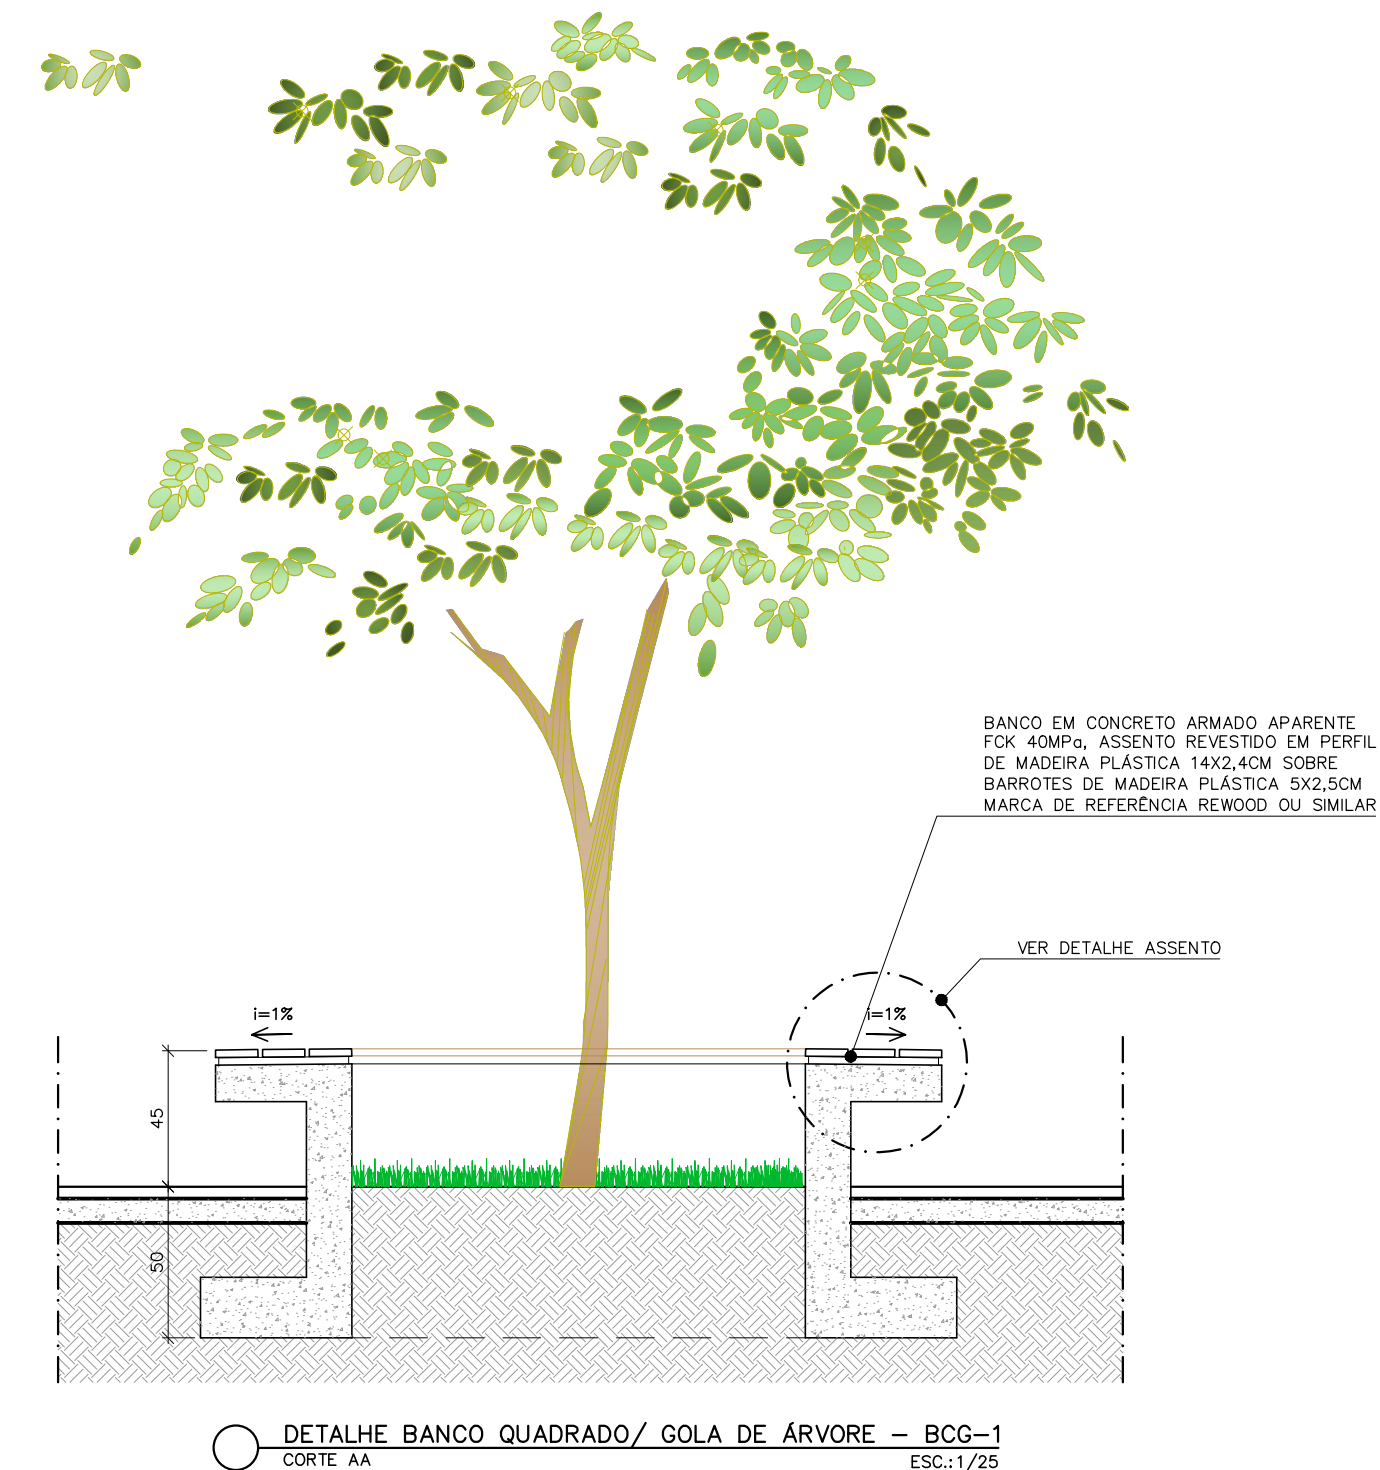 BANCO EM CONCRETO ARMADO APARENTE
FCK 40MPa, ASSENTO REVESTIDO EM PERFIL
DE MADEIRA PLÁSTICA 14X2,4CM SOBRE
BARROTES DE MADEIRA PLÁSTICA 5X2,5CM
MARCA DE REFERÊNCIA REWOOD OU SIMILAR
VER DETALHE ASSENTO
i=1%
i=1%
45
50
DETALHE BANCO QUADRADO/ GOLA DE ÁRVORE – BCG–1
CORTE AA
ESC.:1/25